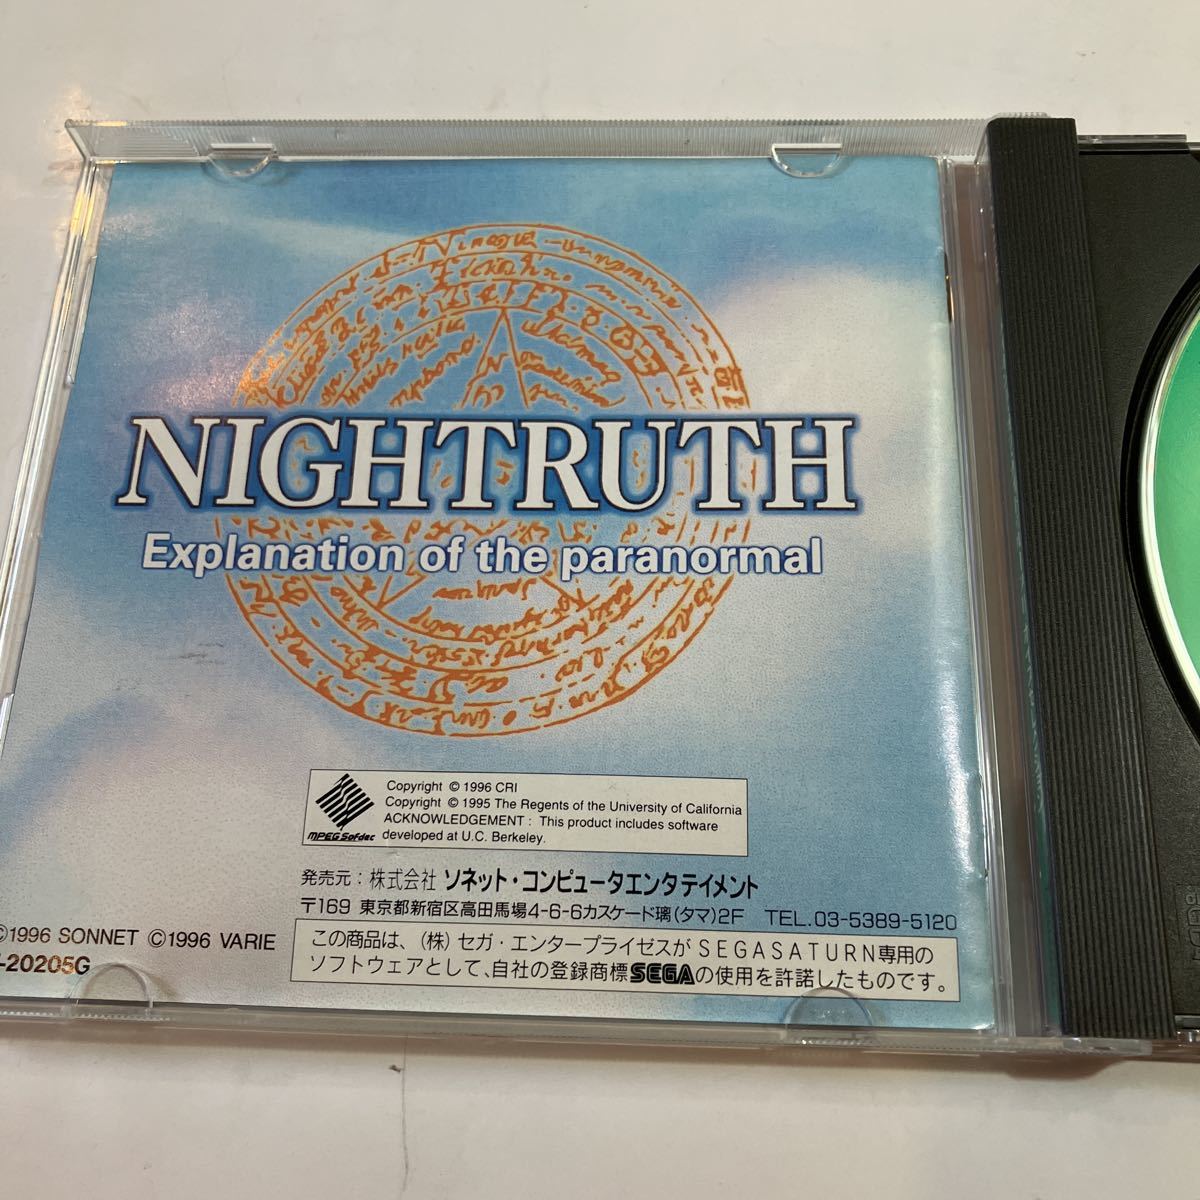 NIGHTRUTH
Explanation of the paranormal
MPEG Sofdec
Copyright © 1996 CRI
Copyright © 1995 The Regents of the University of California
ACKNOWLEDGEMENT : This product includes software
developed at U.C. Berkeley.
発売元：株式会社 ソネット・コンピュータエンタテイメント
〒169 東京都新宿区高田馬場4-6-6カスケード璃(タマ)2F TEL.03-5389-5120
©1996 SONNET ©1996 VARIE
-20205G
この商品は、(株)セガ・エンタープライゼスがSEGASATURN専用の
ソフトウェアとして、自社の登録商標SEGAの使用を許諾したものです。